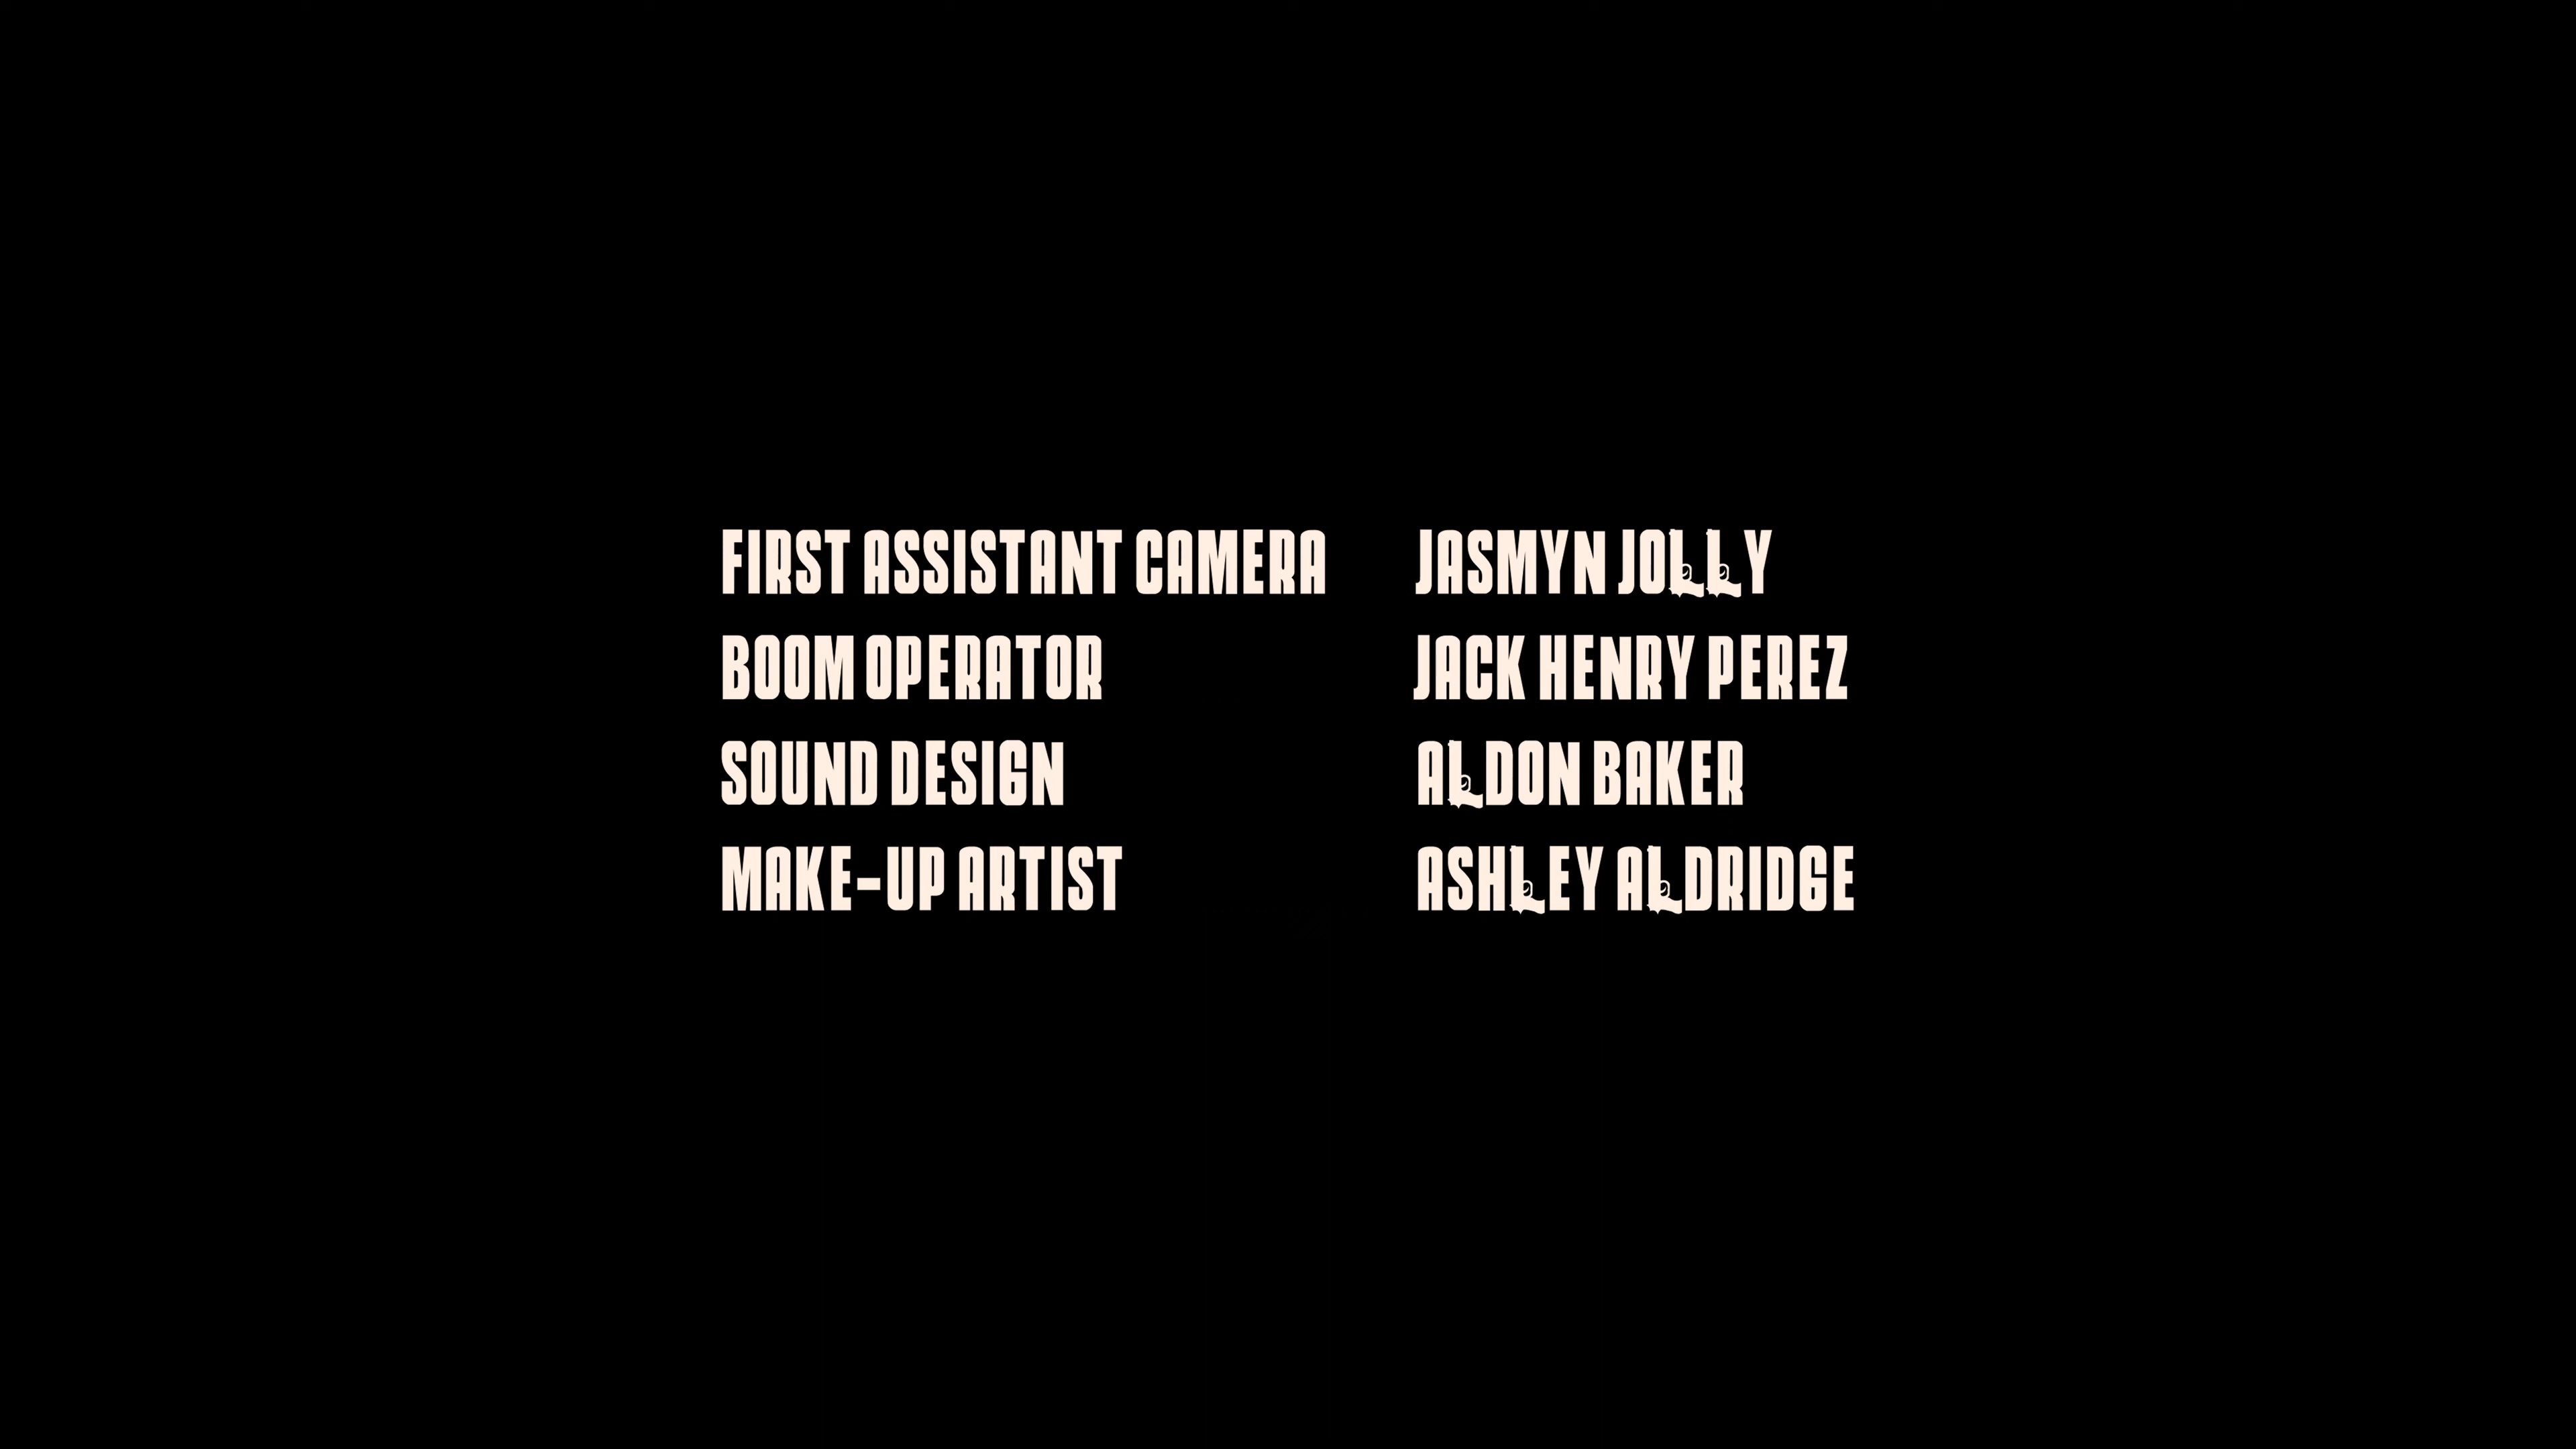 FIRST ASSISTANT CAMERA JASMYN JOLLY
BOOM OPERATOR JACK HENRY PEREZ
SOUND DESIGN ALDON BAKER
MAKE-UP ARTIST ASHLEY ALDRIDGE